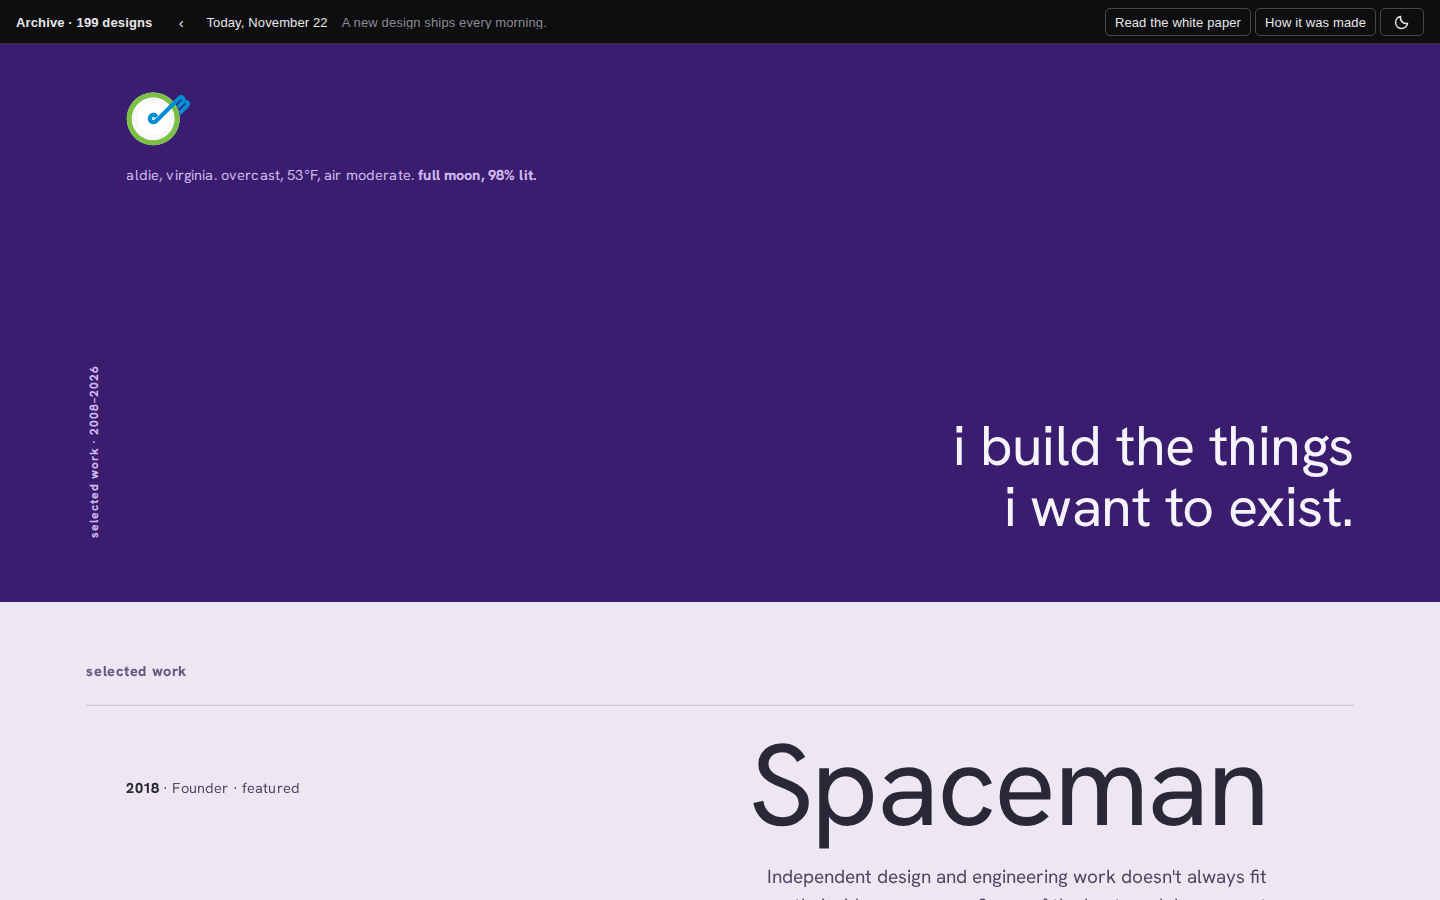 Archive · 199 designs
‹
Today, November 22
A new design ships every morning.
Read the white paper
How it was made
aldie, virginia. overcast, 53°F, air moderate. full moon, 98% lit.
selected work · 2008–2026
i build the things
i want to exist.
selected work
2018 · Founder · featured
Spaceman
Independent design and engineering work doesn't always fit